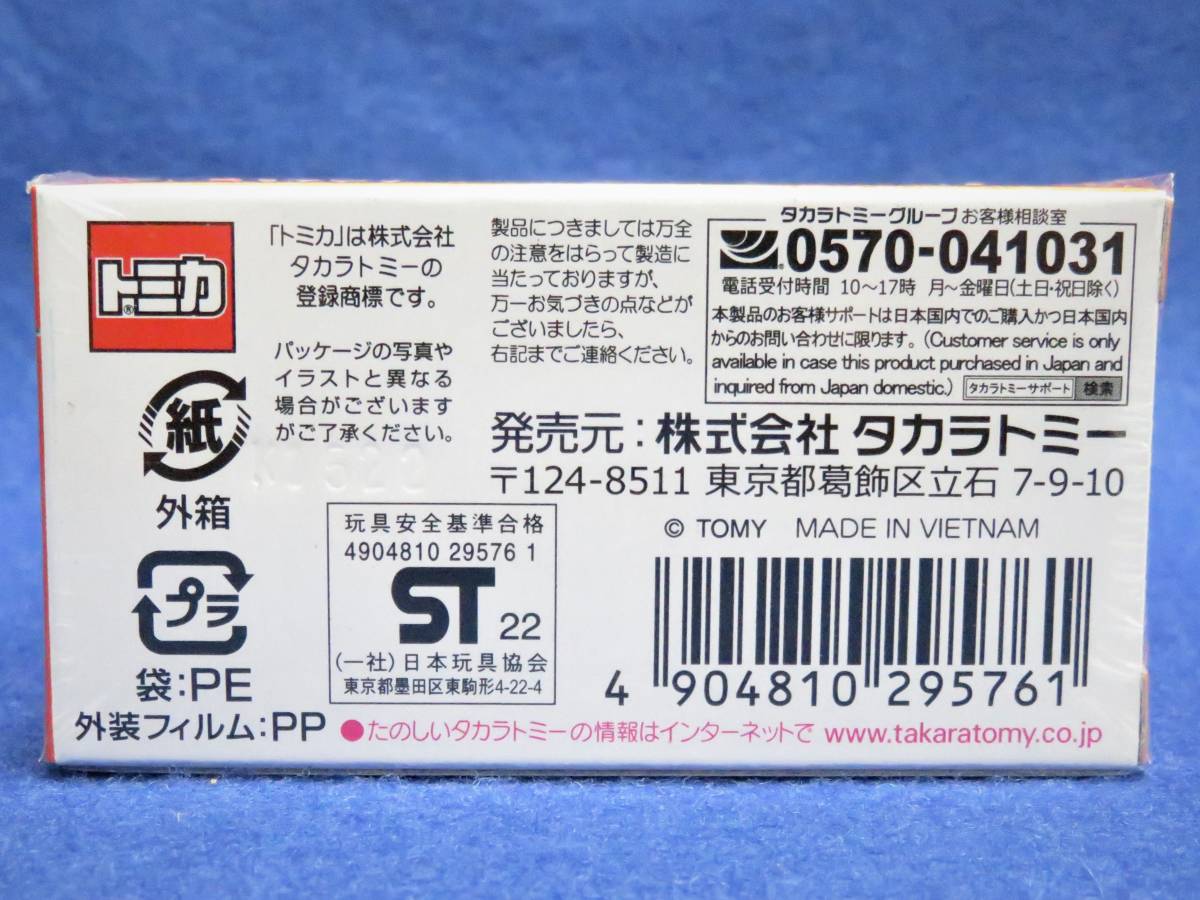 トミカ®
「トミカ」は株式会社
タカラトミーの
登録商標です。
パッケージの写真や
イラストと異なる
場合がございます
がご了承ください。
製品につきましては万全
の注意をはらって製造に
当たっておりますが、
万一お気づきの点などが
ございましたら、
右記までご連絡ください。
タカラトミーグループ お客様相談室
0570-041031
電話受付時間 10〜17時 月〜金曜日(土日・祝日除く)
本製品のお客様サポートは日本国内でのご購入かつ日本国内
からのお問い合わせに限ります。(Customer service is only
available in case this product purchased in Japan and
inquired from Japan domestic.) タカラトミーサポート 検索
発売元:株式会社 タカラトミー
〒124-8511 東京都葛飾区立石 7-9-10
© TOMY MADE IN VIETNAM
紙
外箱
プラ
袋:PE
外装フィルム:PP
玩具安全基準合格
4904810 29576 1
ST 22
(一社)日本玩具協会
東京都墨田区東駒形4-22-4
4 904810 295761
●たのしいタカラトミーの情報はインターネットで www.takaratomy.co.jp